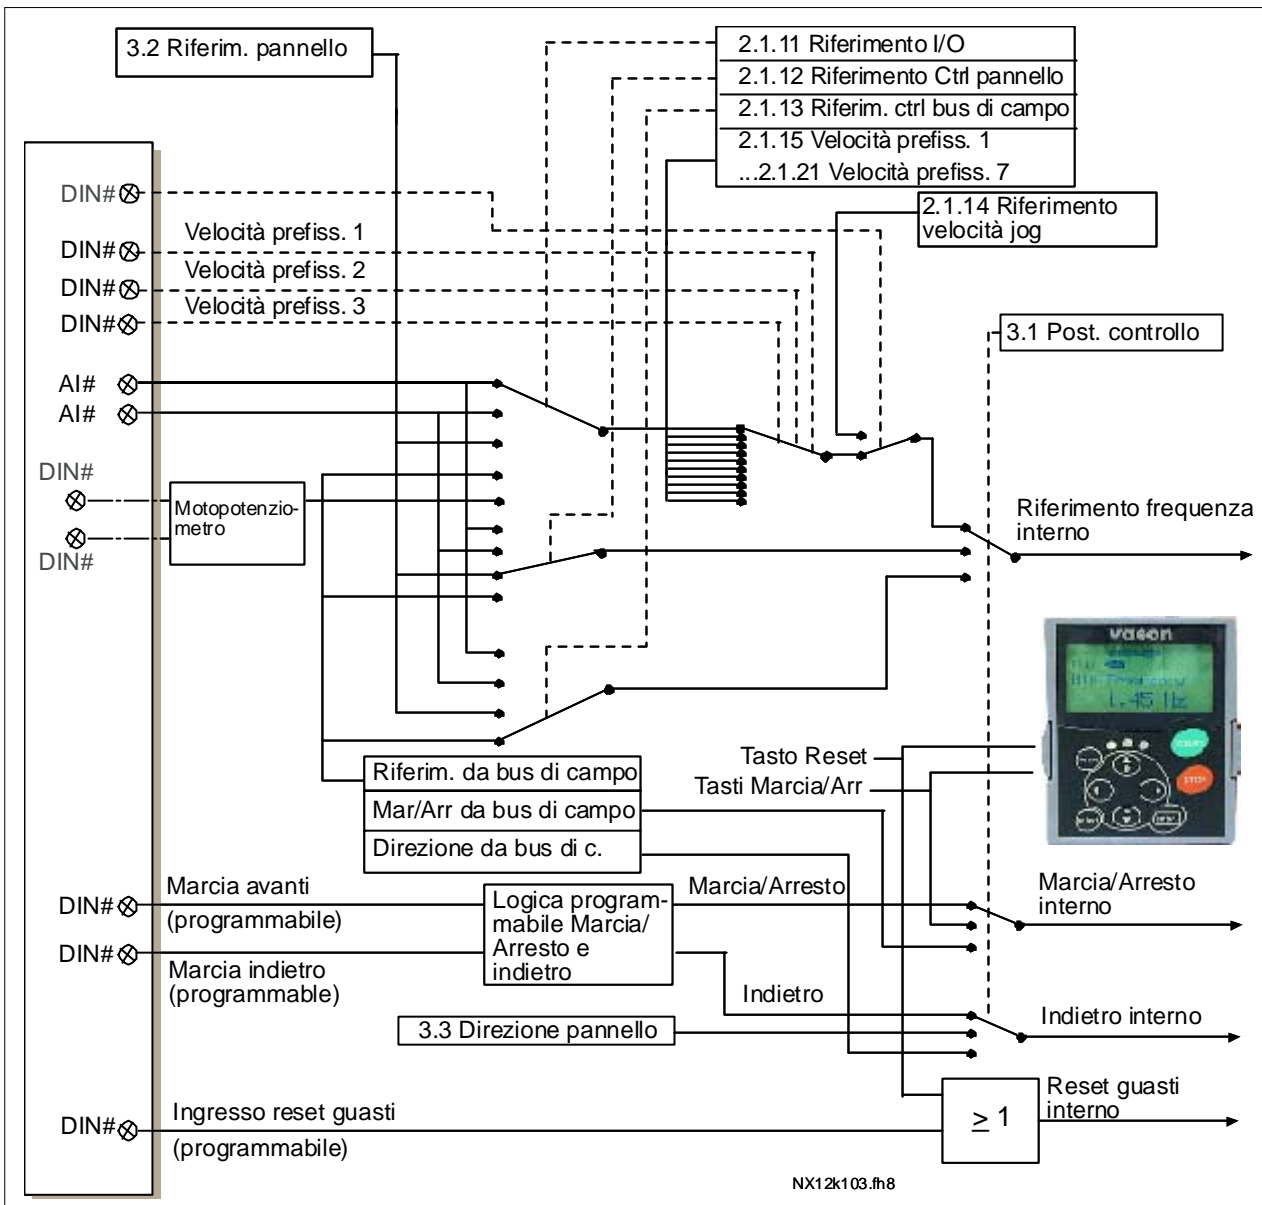 3.2 Riferim. pannello
2.1.11 Riferimento I/O
2.1.12 Riferimento Ctrl pannello
2.1.13 Riferim. ctrl bus di campo
2.1.15 Velocità prefiss. 1
...2.1.21 Velocità prefiss. 7
2.1.14 Riferimento
velocità jog
DIN#
DIN#
Velocità prefiss. 1
DIN#
Velocità prefiss. 2
DIN#
Velocità prefiss. 3
3.1 Post. controllo
AI#
AI#
DIN#
Motopotenzio-
metro
DIN#
Riferimento frequenza
interno
vacon
1.45 Hz
STOP
Tasto Reset
Tasti Marcia/Arr
Riferim. da bus di campo
Mar/Arr da bus di campo
Direzione da bus di c.
DIN#
Marcia avanti
(programmabile)
DIN#
Marcia indietro
(programmable)
Logica program-
mabile Marcia/
Arresto e
indietro
Marcia/Arresto
Indietro
Marcia/Arresto
interno
3.3 Direzione pannello
Indietro interno
DIN#
Ingresso reset guasti
(programmabile)
≥ 1
Reset guasti
interno
NX12k103.fh8